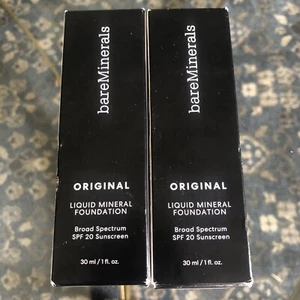 bareMinerals
ORIGINAL
LIQUID MINERAL
FOUNDATION
Broad Spectrum
SPF 20 Sunscreen
30 ml / 1 fl. oz.
bareMinerals
ORIGINAL
LIQUID MINERAL
FOUNDATION
Broad Spectrum
SPF 20 Sunscreen
30 ml / 1 fl. oz.